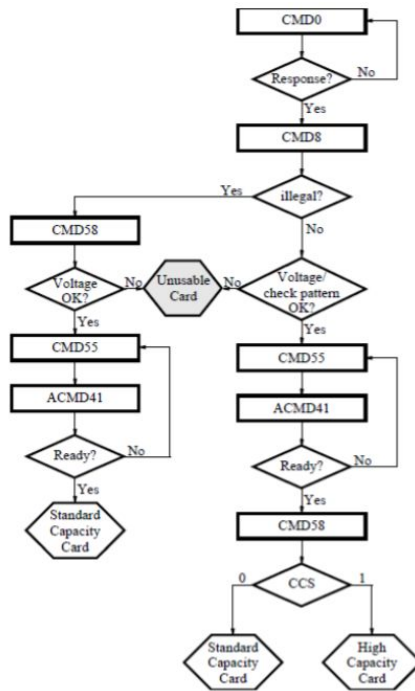 CMD0
Response?
No
Yes
CMD8
Yes
illegal?
No
CMD58
Voltage
OK?
No
Unusable
Card
No
Voltage/
check pattern
OK?
Yes
Yes
CMD55
CMD55
ACMD41
ACMD41
Ready?
No
Ready?
No
Yes
Yes
Standard
Capacity
Card
CMD58
0
CCS
1
Standard
Capacity
Card
High
Capacity
Card